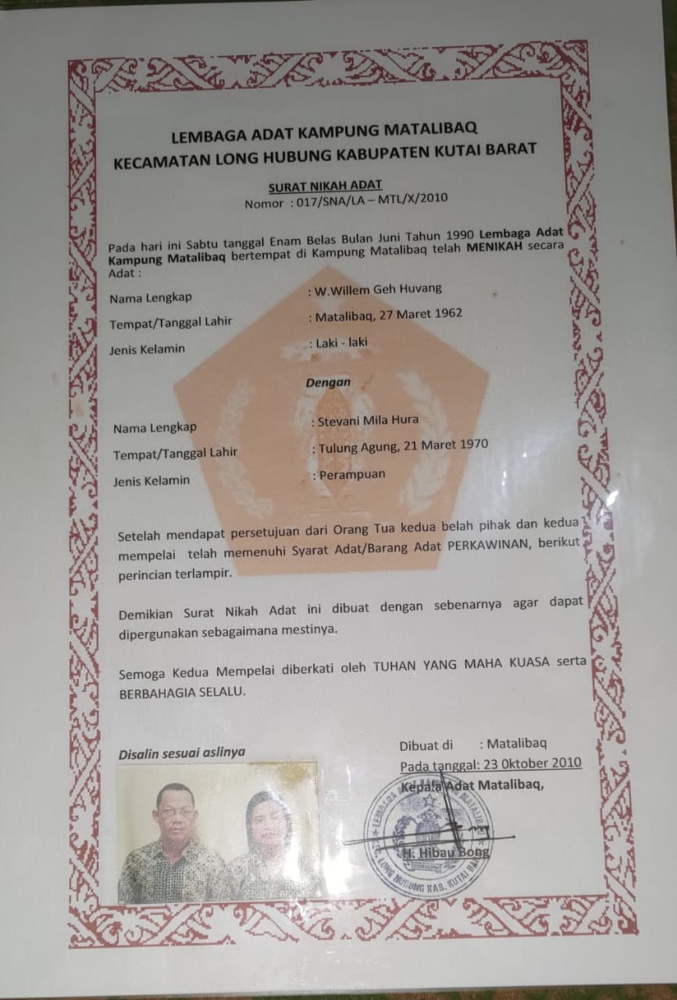 LEMBAGA ADAT KAMPUNG MATALIBAQ
KECAMATAN LONG HUBUNG KABUPATEN KUTAI BARAT
SURAT NIKAH ADAT
Nomor : 017/SNA/LA – MTL/X/2010
Pada hari ini Sabtu tanggal Enam Belas Bulan Juni Tahun 1990 Lembaga Adat
Kampung Matalibaq bertempat di Kampung Matalibaq telah MENIKAH secara
Adat :
Nama Lengkap : W.Willem Geh Huvang
Tempat/Tanggal Lahir : Matalibaq, 27 Maret 1962
Jenis Kelamin : Laki - laki
Dengan
Nama Lengkap : Stevani Mila Hura
Tempat/Tanggal Lahir : Tulung Agung, 21 Maret 1970
Jenis Kelamin : Perampuan
Setelah mendapat persetujuan dari Orang Tua kedua belah pihak dan kedua
mempelai telah memenuhi Syarat Adat/Barang Adat PERKAWINAN, berikut
perincian terlampir.
Demikian Surat Nikah Adat ini dibuat dengan sebenarnya agar dapat
dipergunakan sebagaimana mestinya.
Semoga Kedua Mempelai diberkati oleh TUHAN YANG MAHA KUASA serta
BERBAHAGIA SELALU.
Disalin sesuai aslinya
Dibuat di : Matalibaq
Pada tanggal: 23 Oktober 2010
Kepala Adat Matalibaq,
H. Hibau Bong
LEMBAGA MATALIB
LONG HUBUNG KAB. KUTAI BA